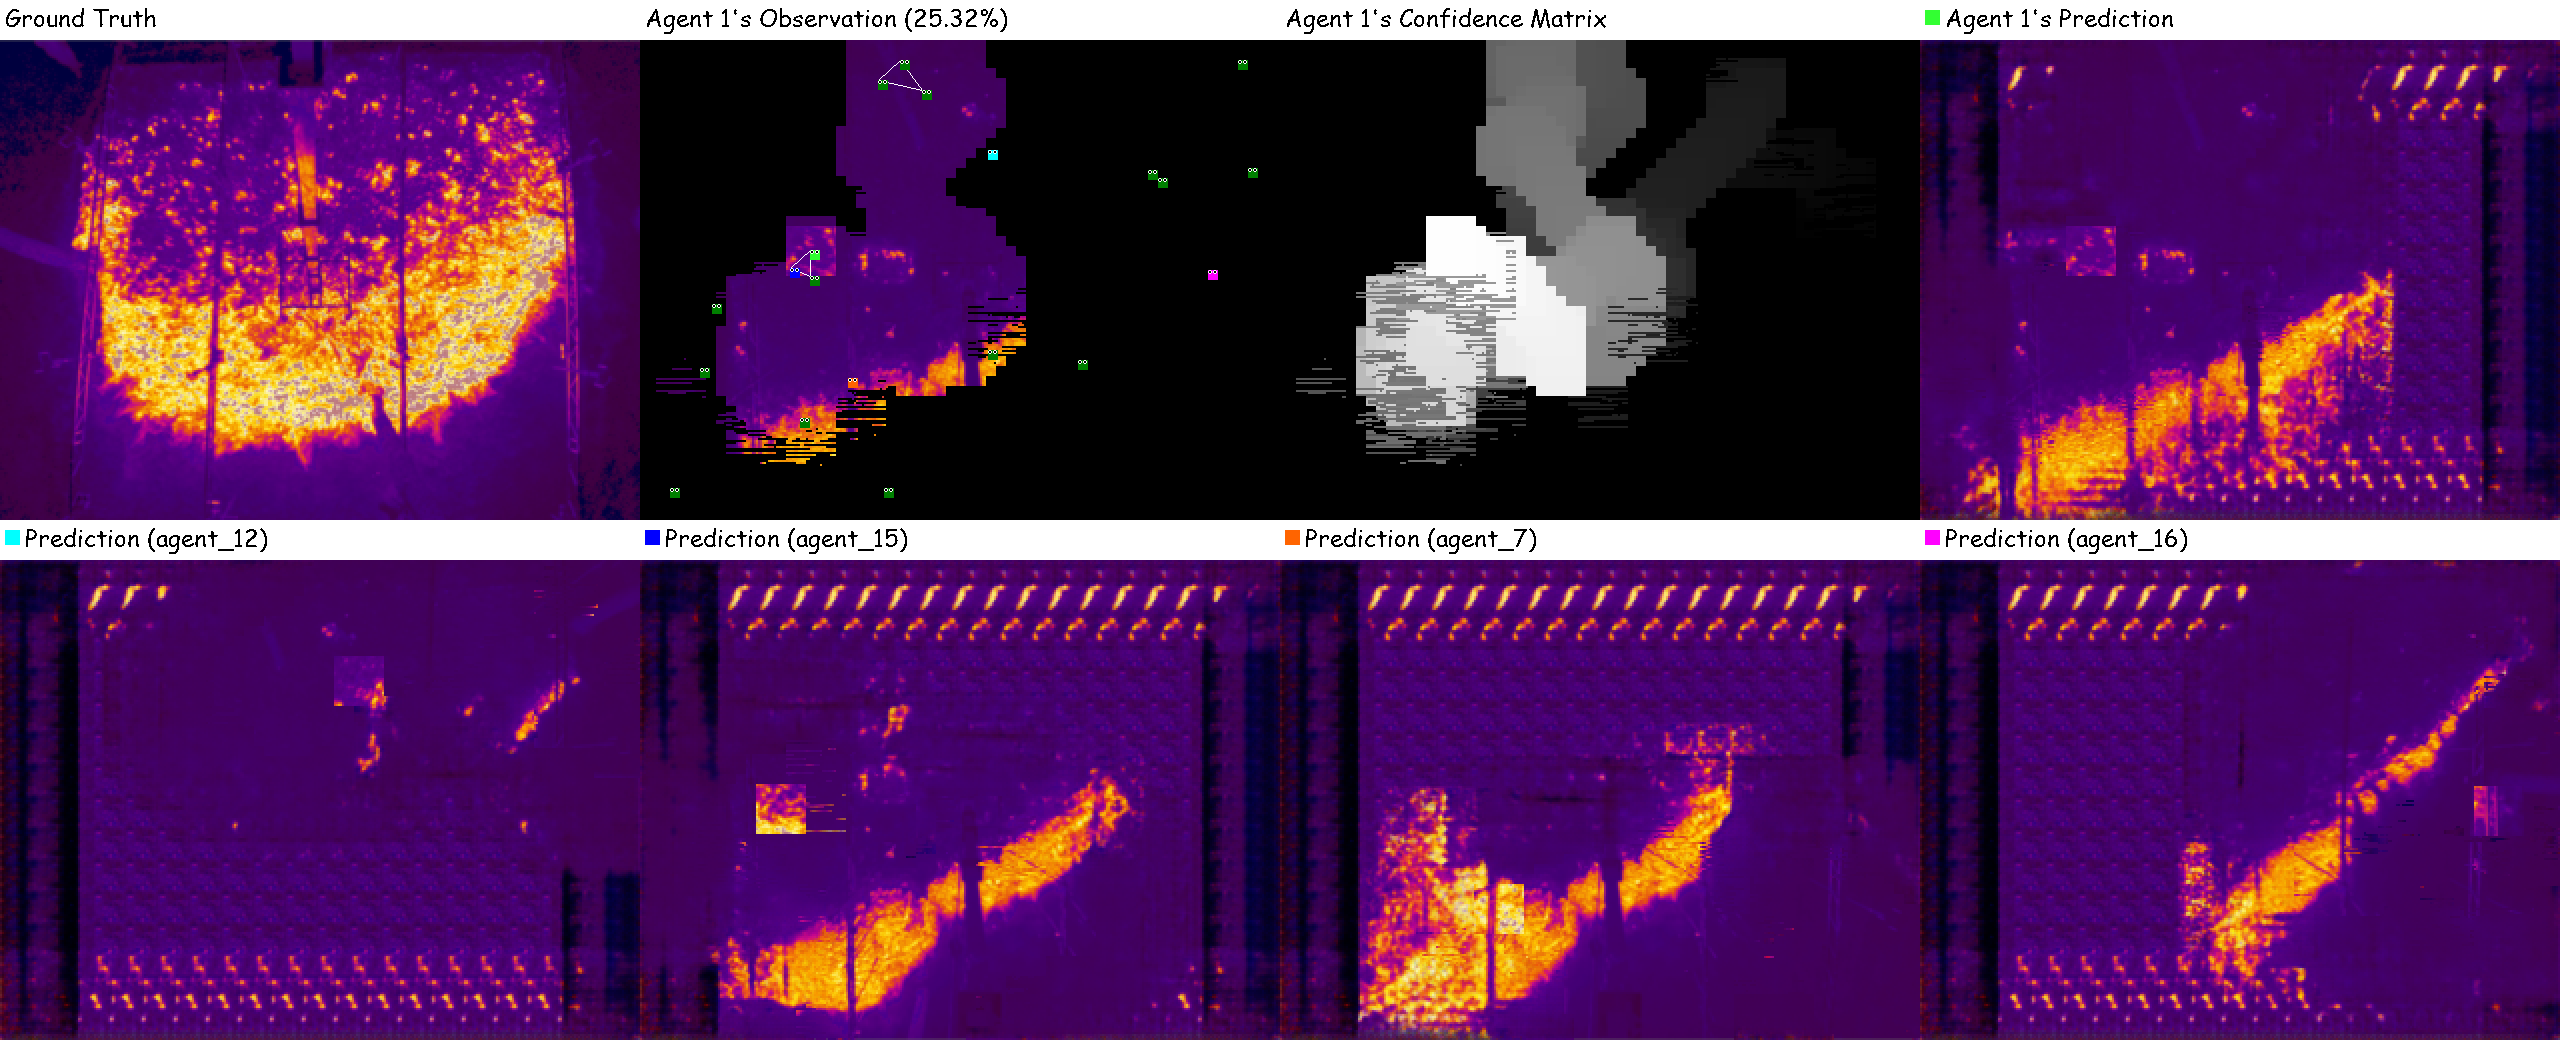 Ground Truth
Agent 1's Observation (25.32%)
Agent 1's Confidence Matrix
Agent 1's Prediction
Prediction (agent_12)
Prediction (agent_15)
Prediction (agent_7)
Prediction (agent_16)